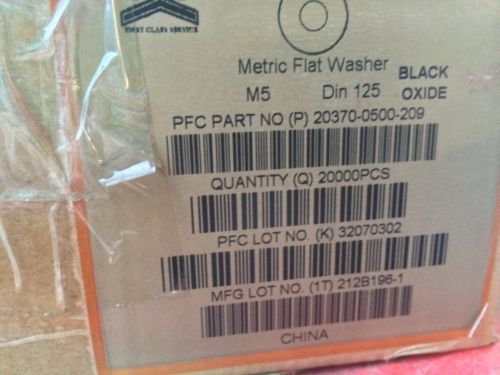 FIRST CLASS SERVICE
Metric Flat Washer
M5 Din 125 BLACK OXIDE
PFC PART NO (P) 20370-0500-209
QUANTITY (Q) 20000PCS
PFC LOT NO. (K) 32070302
MFG LOT NO. (1T) 212B196-1
CHINA